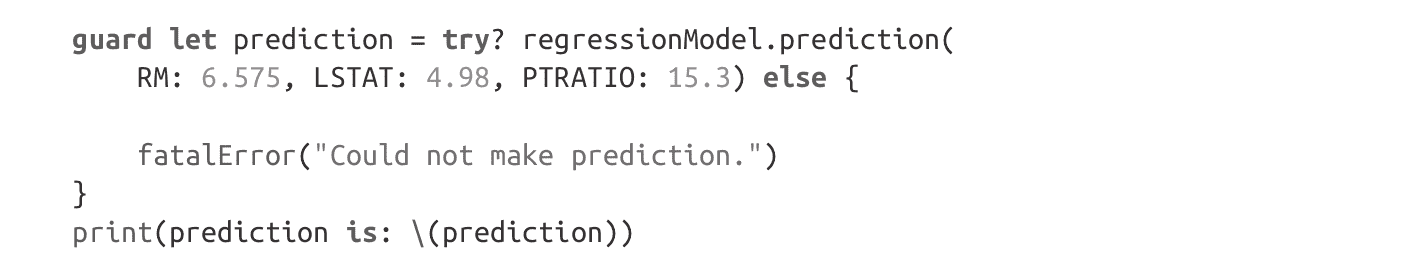 guard let prediction = try? regressionModel.prediction(
    RM: 6.575, LSTAT: 4.98, PTRATIO: 15.3) else {

    fatalError("Could not make prediction.")
}
print(prediction is: \(prediction))